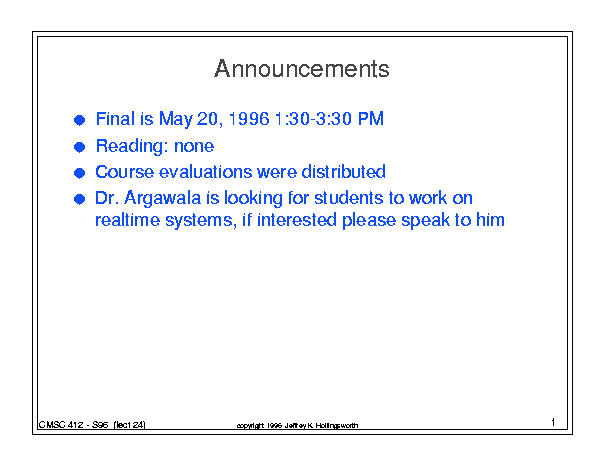 Announcements
● Final is May 20, 1996 1:30-3:30 PM
● Reading: none
● Course evaluations were distributed
● Dr. Argawala is looking for students to work on
realtime systems, if interested please speak to him
CMSC 412 - S96 (lect 24)
copyright 1996 Jeffrey K. Hollingsworth
1